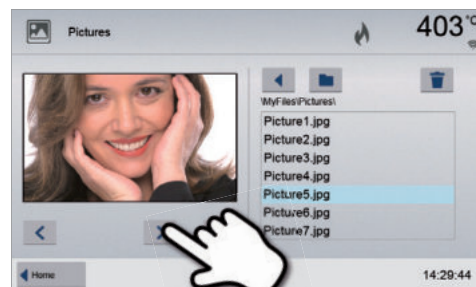 Pictures
403 °C
\MyFiles\Pictures\
Picture1.jpg
Picture2.jpg
Picture3.jpg
Picture4.jpg
Picture5.jpg
Picture6.jpg
Picture7.jpg
Home
14:29:44